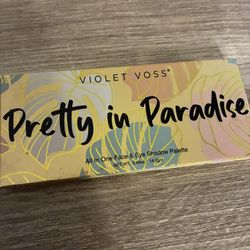 VIOLET VOSS®
Pretty in Paradise
All In One Face & Eye Shadow Palette